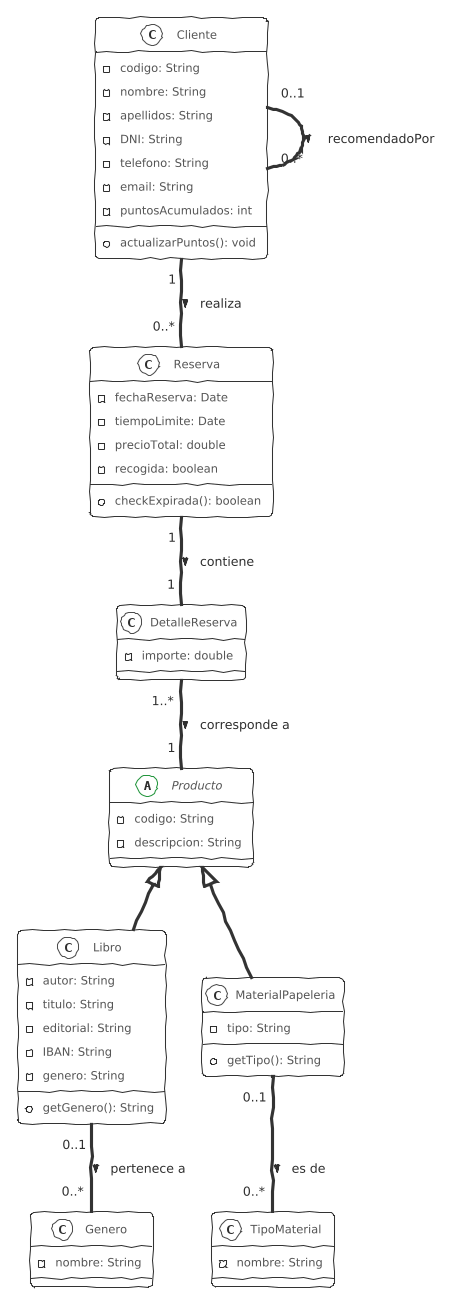 C Cliente
codigo: String
nombre: String
apellidos: String
DNI: String
telefono: String
email: String
puntosAcumulados: int
actualizarPuntos(): void
0..1
recomendadoPor
0..*
1
realiza
0..*
C Reserva
fechaReserva: Date
tiempoLimite: Date
precioTotal: double
recogida: boolean
checkExpirada(): boolean
1
contiene
1
C DetalleReserva
importe: double
1..*
corresponde a
1
A Producto
codigo: String
descripcion: String
C Libro
autor: String
titulo: String
editorial: String
IBAN: String
genero: String
getGenero(): String
C MaterialPapeleria
tipo: String
getTipo(): String
0..1
pertenece a
0..*
0..1
es de
0..*
C Genero
nombre: String
C TipoMaterial
nombre: String